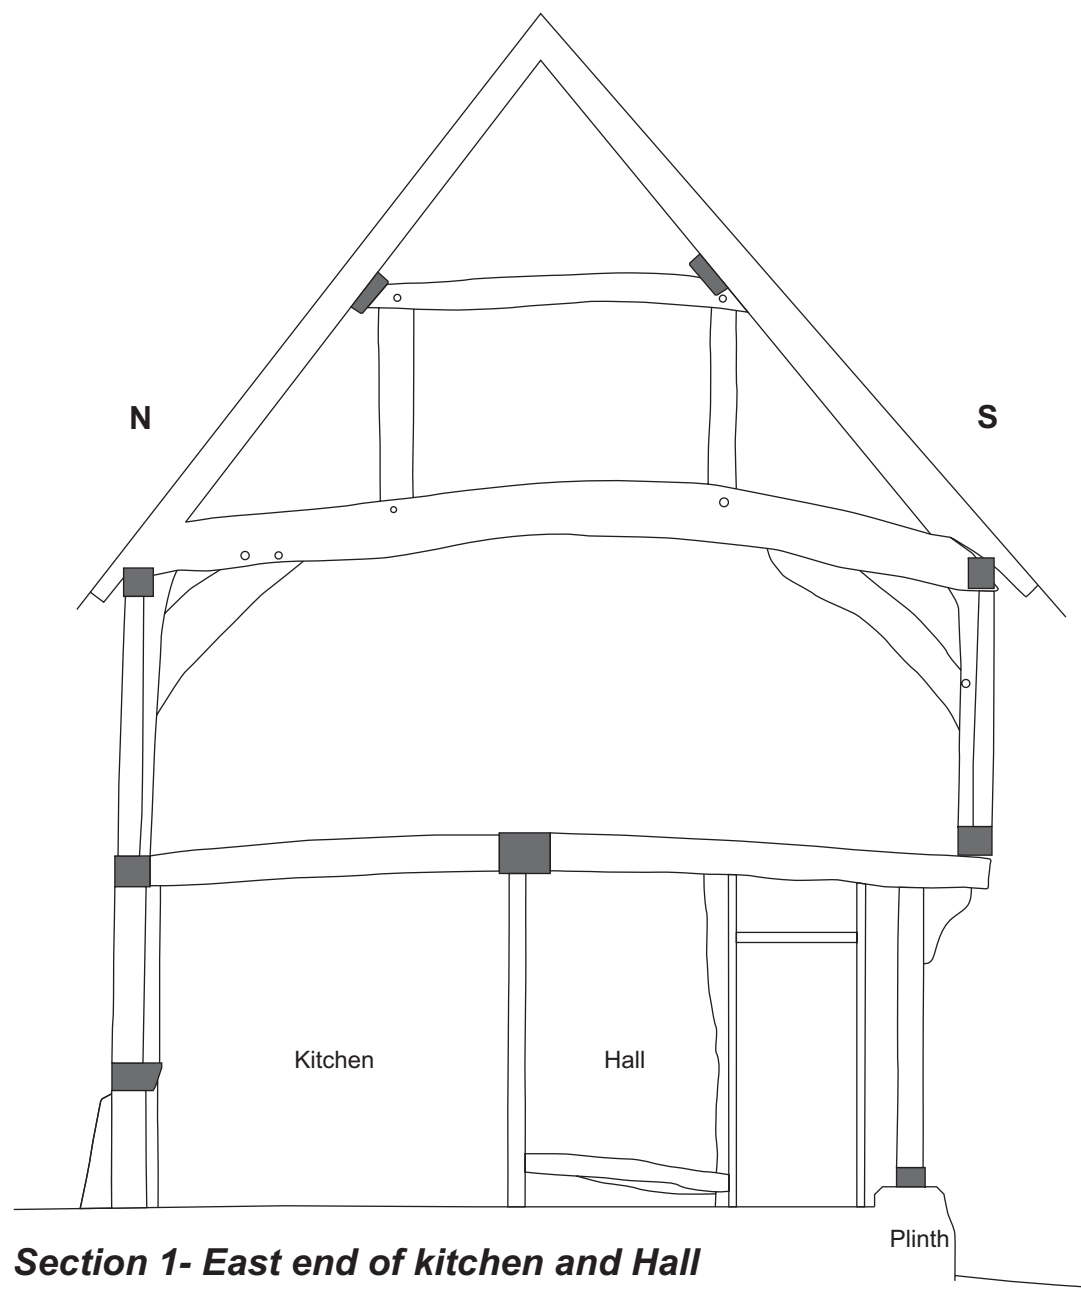 N
S
Kitchen
Hall
Plinth
Section 1- East end of kitchen and Hall